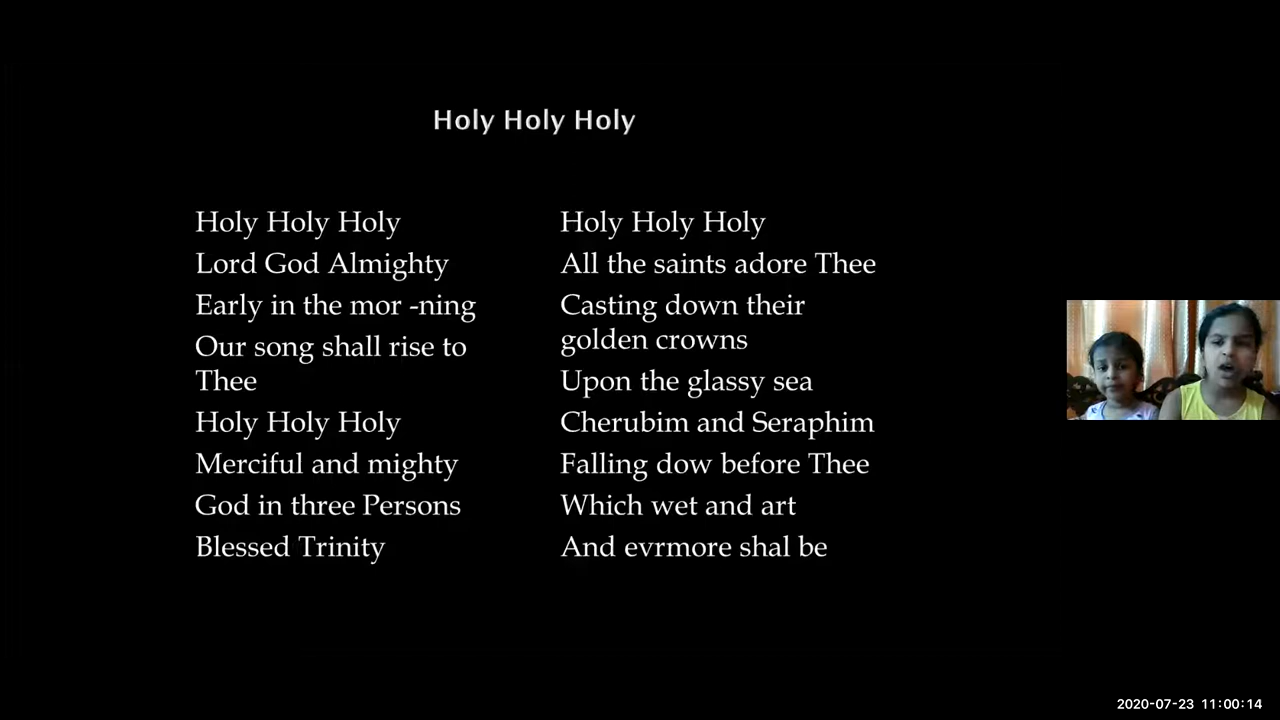 Holy Holy Holy
Holy Holy Holy
Lord God Almighty
Early in the mor -ning
Our song shall rise to
Thee
Holy Holy Holy
Merciful and mighty
God in three Persons
Blessed Trinity
Holy Holy Holy
All the saints adore Thee
Casting down their
golden crowns
Upon the glassy sea
Cherubim and Seraphim
Falling dow before Thee
Which wet and art
And evrmore shal be
2020-07-23 11:00:14